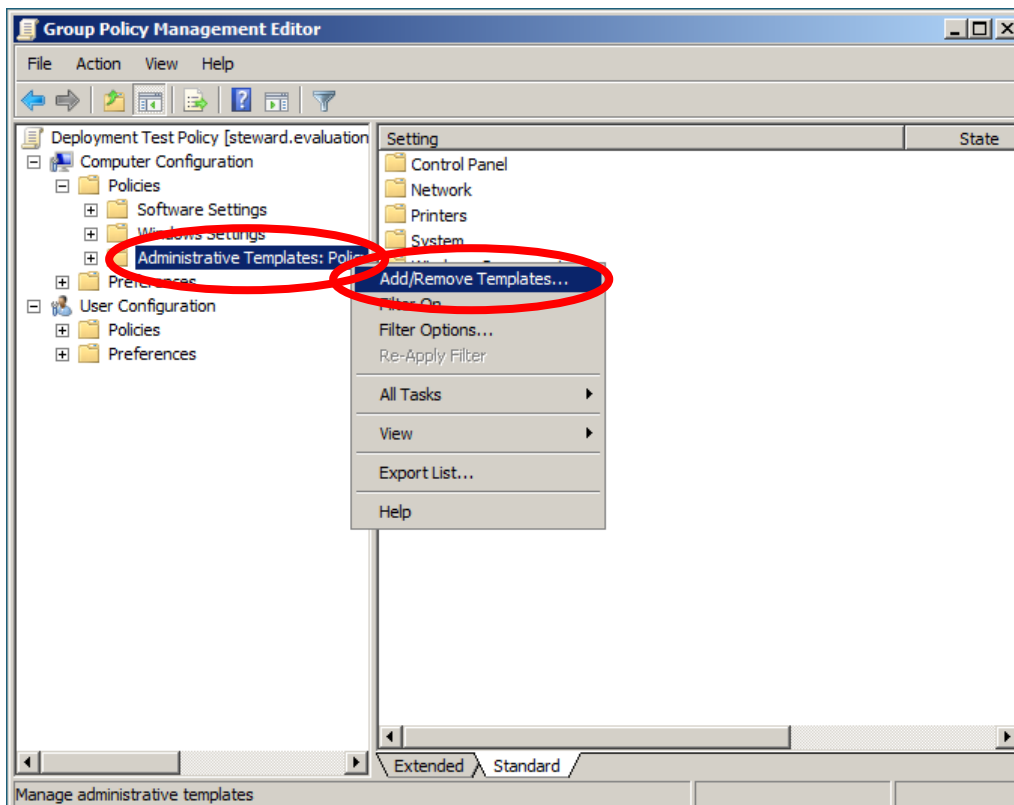 Group Policy Management Editor
File Action View Help
Deployment Test Policy [steward.evaluation
Computer Configuration
Policies
Software Settings
Windows Settings
Administrative Templates: Polic
Preferences
User Configuration
Policies
Preferences
Setting State
Control Panel
Network
Printers
System
Add/Remove Templates...
Filter On
Filter Options...
Re-Apply Filter
All Tasks
View
Export List...
Help
Extended Standard
Manage administrative templates